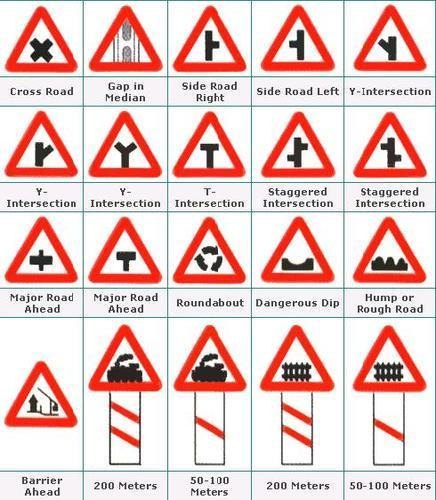 Cross Road
Gap in
Median
Side Road
Right
Side Road Left
Y-Intersection
Y-
Intersection
Y-
Intersection
T-
Intersection
Staggered
Intersection
Staggered
Intersection
Major Road
Ahead
Major Road
Ahead
Roundabout
Dangerous Dip
Hump or
Rough Road
Barrier
Ahead
200 Meters
50-100
Meters
200 Meters
50-100 Meters